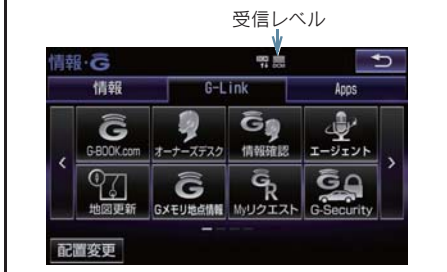 受信レベル
情報・G
DCM
情報 G-Link Apps
G-BOOK.com オーナーズデスク 情報確認 エージェント
地図更新 Gメモリ地点情報 Myリクエスト G-Security
配置変更